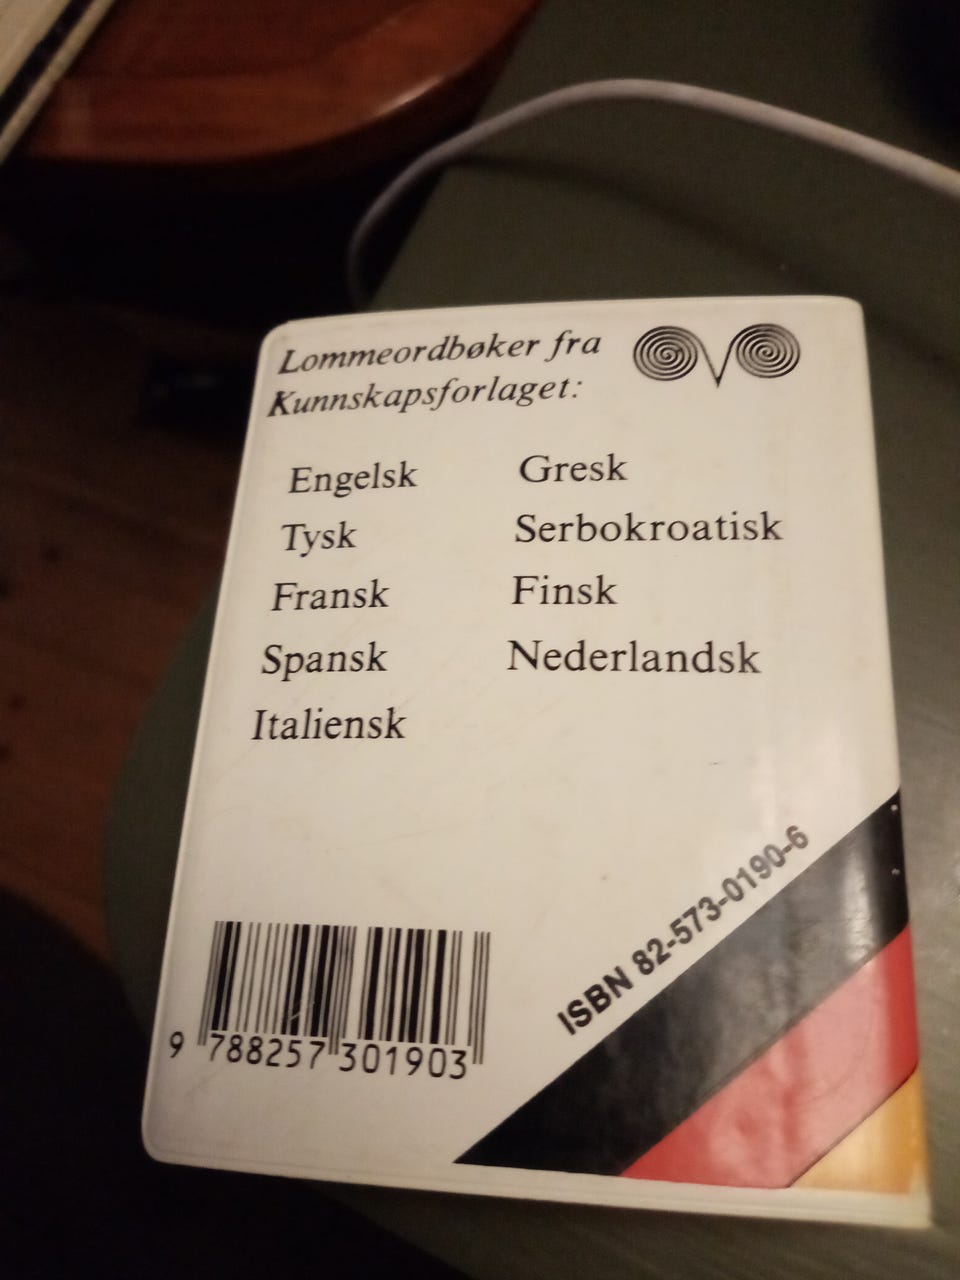 Lommeordbøker fra
Kunnskapsforlaget:
Engelsk
Tysk
Fransk
Spansk
Italiensk
Gresk
Serbokroatisk
Finsk
Nederlandsk
ISBN 82-573-0190-6
9 788257 301903